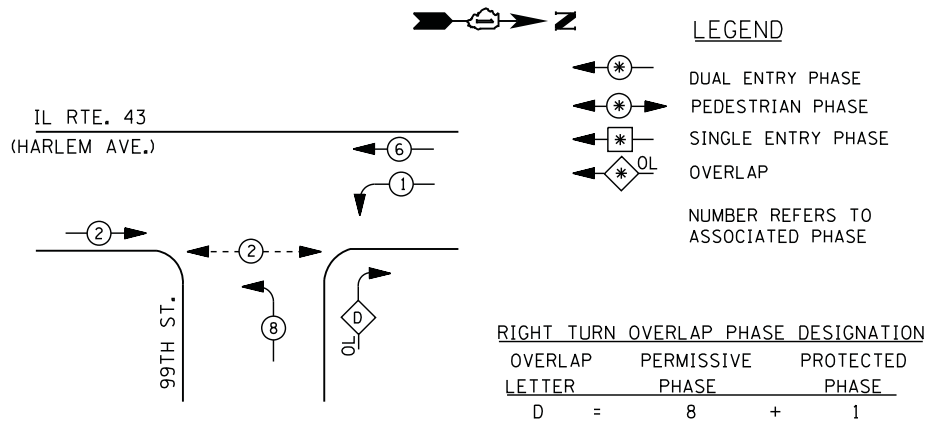 N
LEGEND
DUAL ENTRY PHASE
PEDESTRIAN PHASE
SINGLE ENTRY PHASE
OL
OVERLAP
NUMBER REFERS TO
ASSOCIATED PHASE
*
*
*
*
IL RTE. 43
(HARLEM AVE.)
6
1
2
2
8
D
OL
99TH ST.
RIGHT TURN OVERLAP PHASE DESIGNATION
OVERLAP PERMISSIVE PROTECTED
LETTER PHASE PHASE
D = 8 + 1